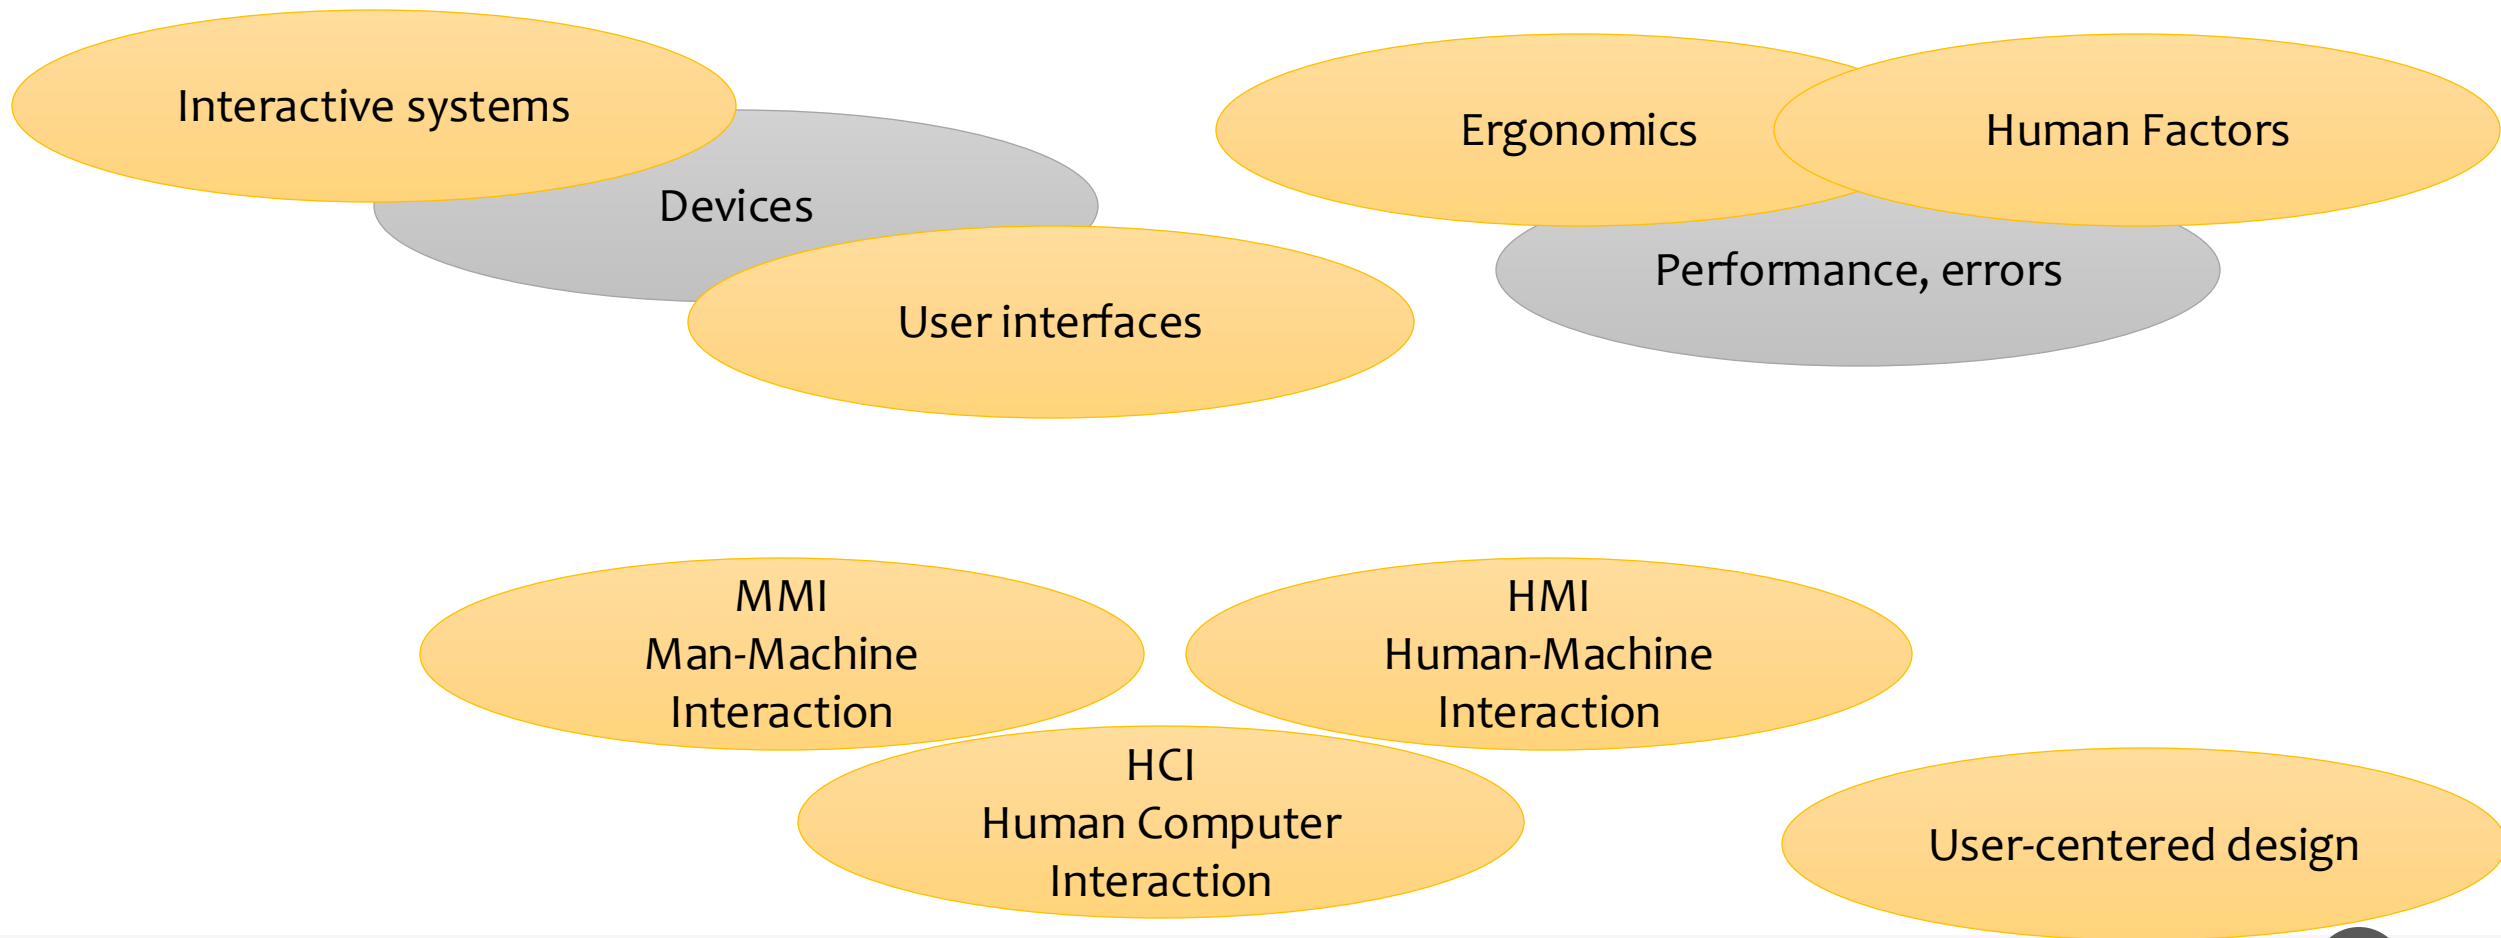 Interactive systems
Devices
User interfaces
Ergonomics
Human Factors
Performance, errors
MMI
Man-Machine
Interaction
HMI
Human-Machine
Interaction
HCI
Human Computer
Interaction
User-centered design